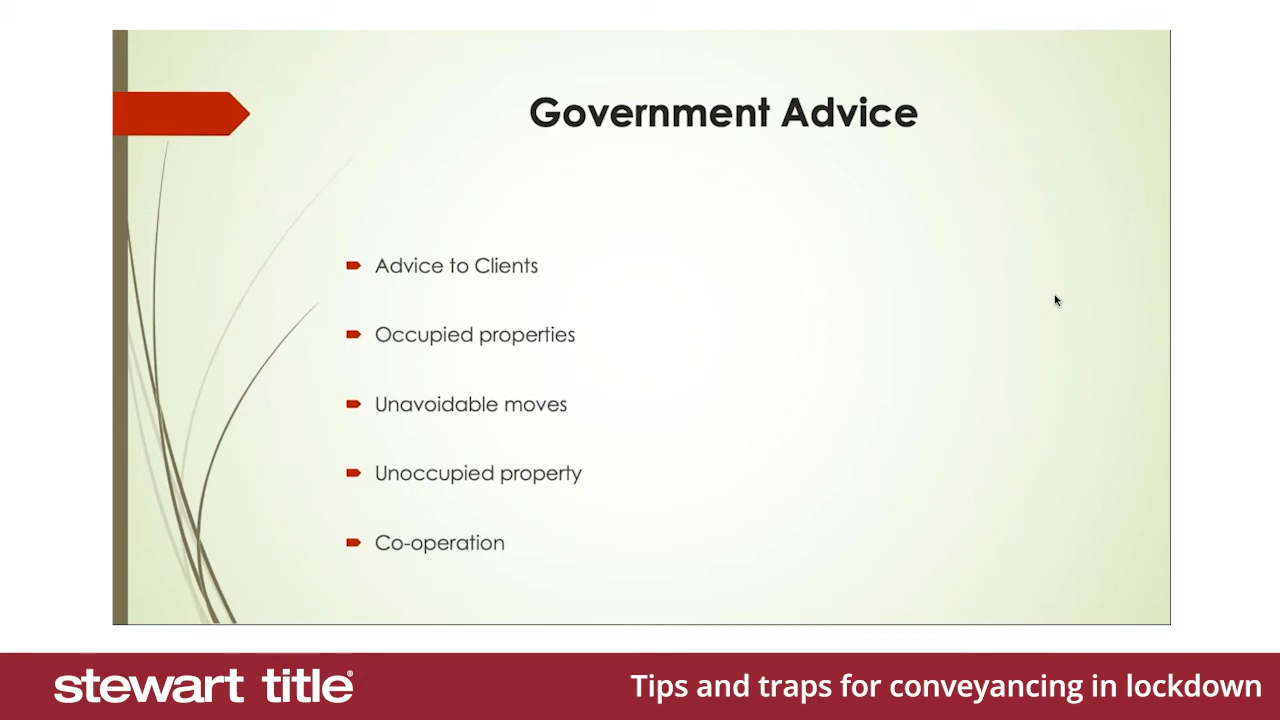 Government Advice
Advice to Clients
Occupied properties
Unavoidable moves
Unoccupied property
Co-operation
stewart title®
Tips and traps for conveyancing in lockdown